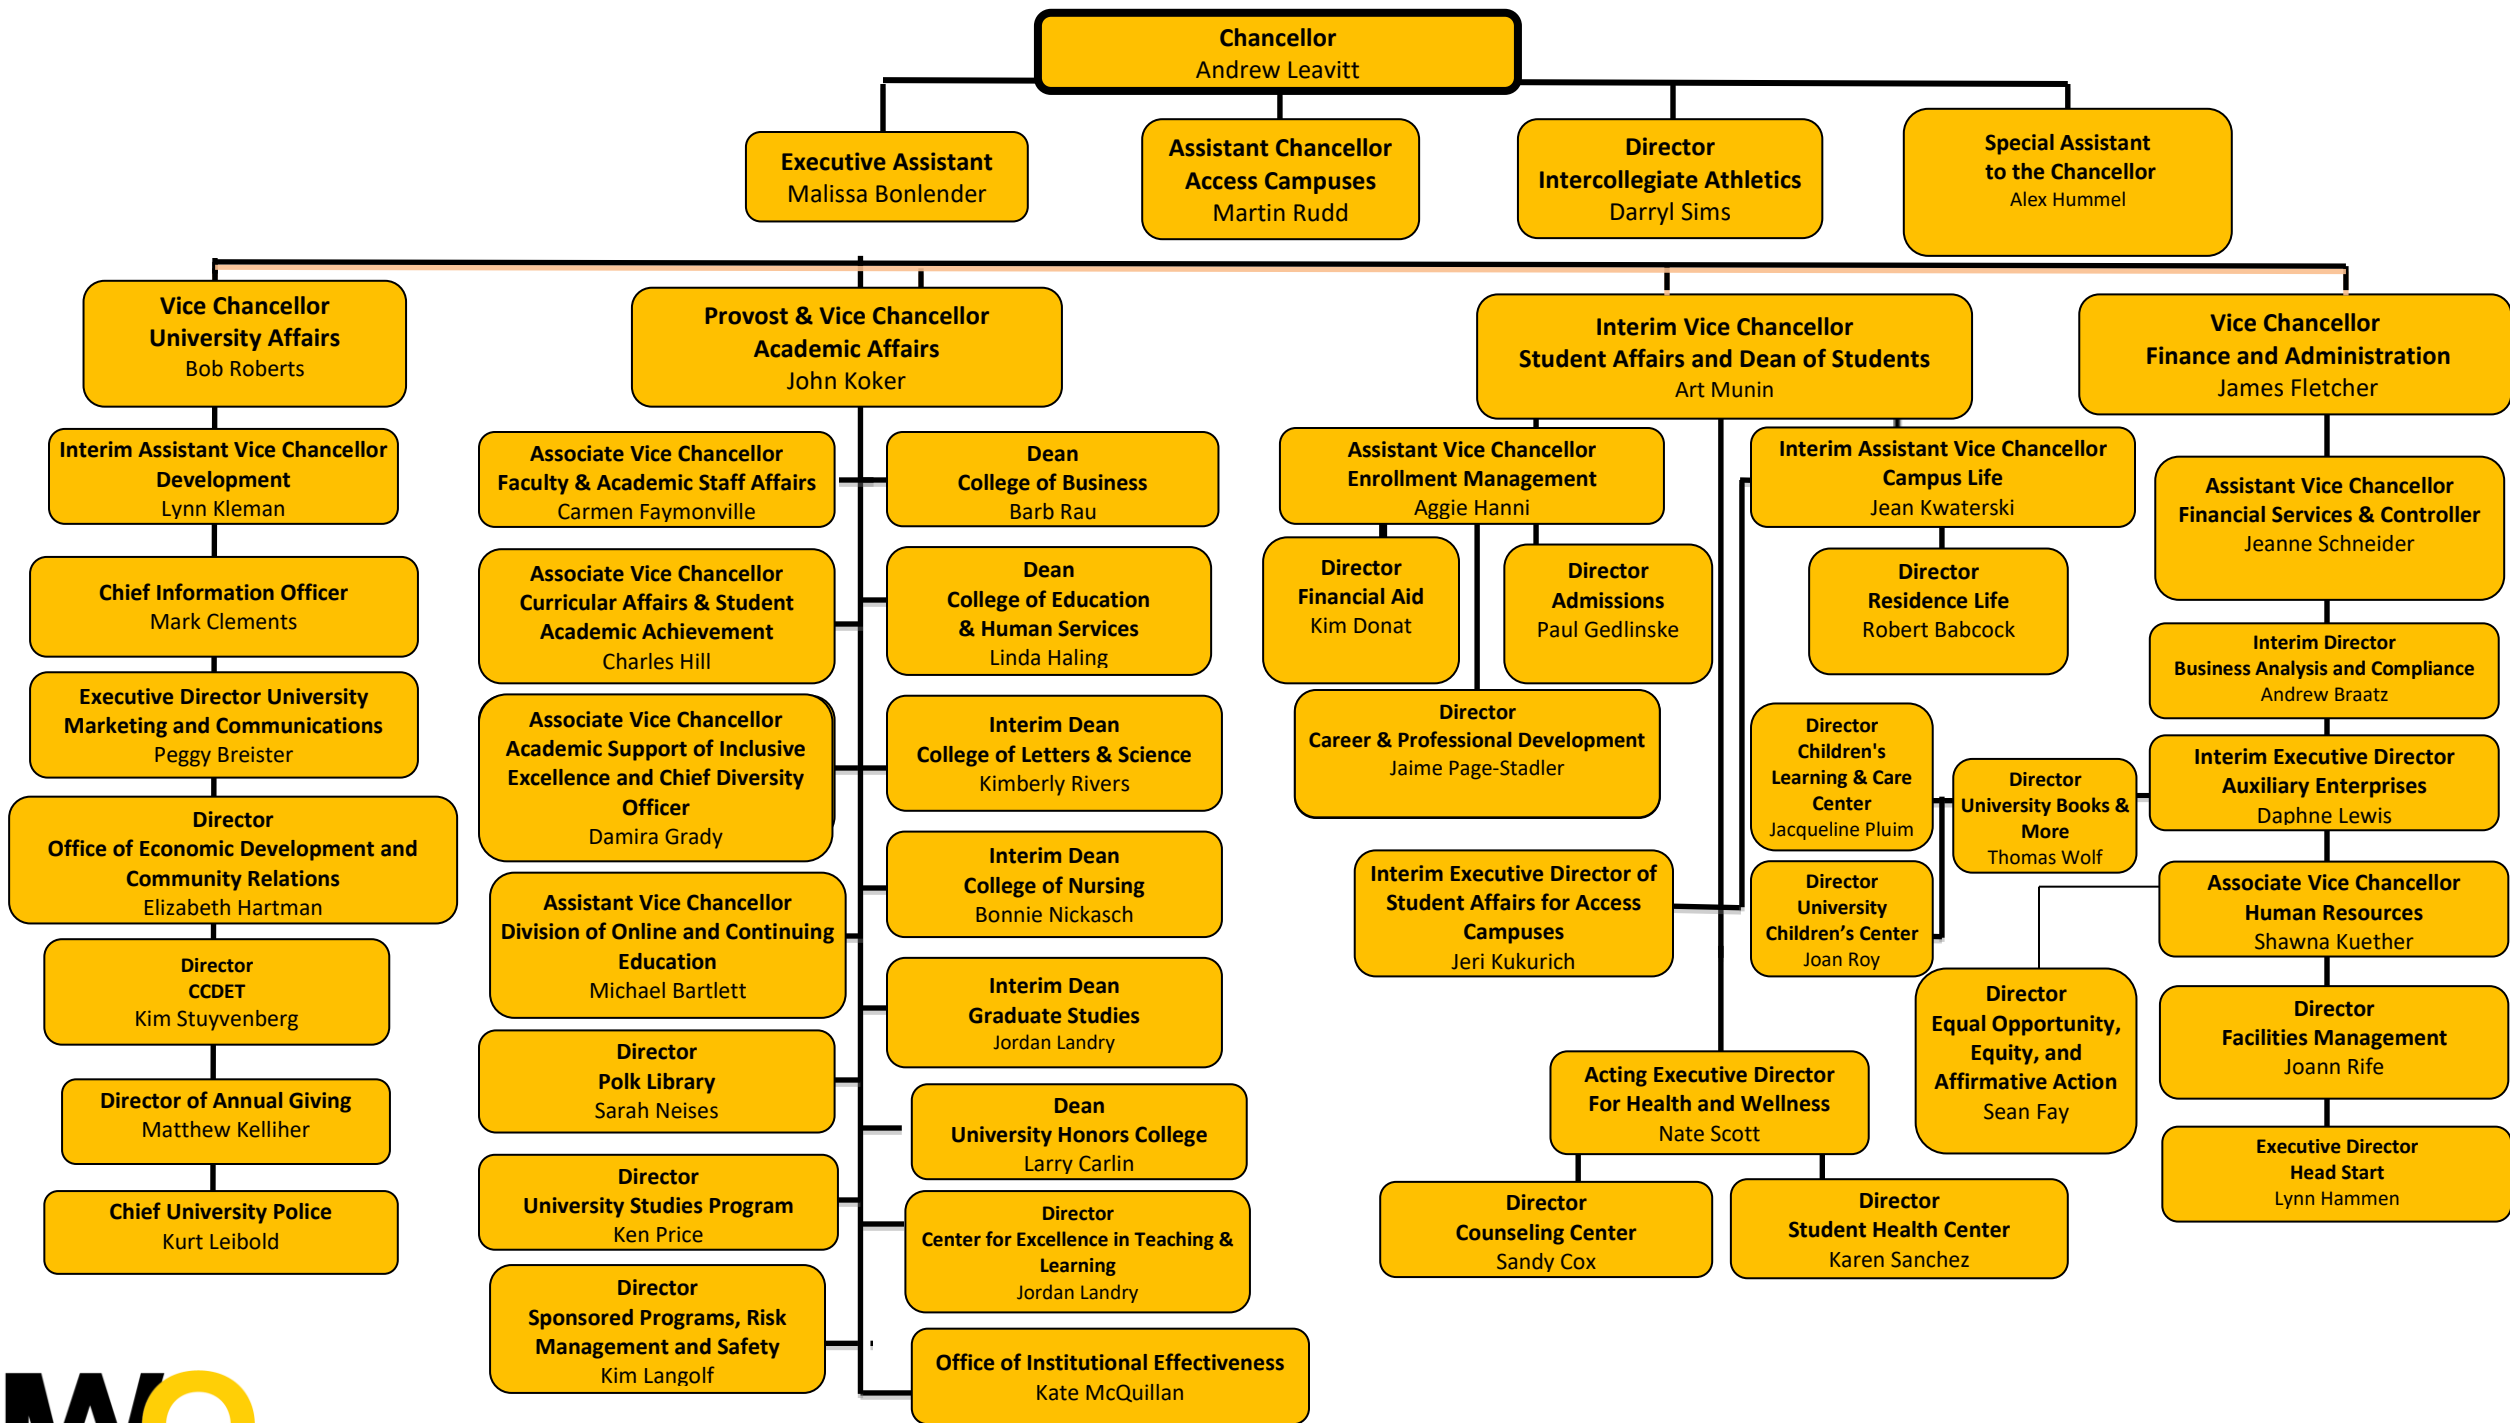 Chancellor
Andrew Leavitt
Executive Assistant
Malissa Bonlender
Assistant Chancellor
Access Campuses
Martin Rudd
Director
Intercollegiate Athletics
Darryl Sims
Special Assistant
to the Chancellor
Alex Hummel
Vice Chancellor
University Affairs
Bob Roberts
Interim Assistant Vice Chancellor
Development
Lynn Kleman
Chief Information Officer
Mark Clements
Executive Director University
Marketing and Communications
Peggy Breister
Director
Office of Economic Development and
Community Relations
Elizabeth Hartman
Director
CCDET
Kim Stuyvenberg
Director of Annual Giving
Matthew Kelliher
Chief University Police
Kurt Leibold
Provost & Vice Chancellor
Academic Affairs
John Koker
Associate Vice Chancellor
Faculty & Academic Staff Affairs
Carmen Faymonville
Associate Vice Chancellor
Curricular Affairs & Student
Academic Achievement
Charles Hill
Associate Vice Chancellor
Academic Support of Inclusive
Excellence and Chief Diversity
Officer
Damira Grady
Assistant Vice Chancellor
Division of Online and Continuing
Education
Michael Bartlett
Director
Polk Library
Sarah Neises
Director
University Studies Program
Ken Price
Director
Sponsored Programs, Risk
Management and Safety
Kim Langolf
Dean
College of Business
Barb Rau
Dean
College of Education
& Human Services
Linda Haling
Interim Dean
College of Letters & Science
Kimberly Rivers
Interim Dean
College of Nursing
Bonnie Nickasch
Interim Dean
Graduate Studies
Jordan Landry
Dean
University Honors College
Larry Carlin
Director
Center for Excellence in Teaching &
Learning
Jordan Landry
Office of Institutional Effectiveness
Kate McQuillan
Interim Vice Chancellor
Student Affairs and Dean of Students
Art Munin
Assistant Vice Chancellor
Enrollment Management
Aggie Hanni
Director
Financial Aid
Kim Donat
Director
Admissions
Paul Gedlinske
Director
Career & Professional Development
Jaime Page-Stadler
Interim Assistant Vice Chancellor
Campus Life
Jean Kwaterski
Director
Residence Life
Robert Babcock
Interim Executive Director of
Student Affairs for Access
Campuses
Jeri Kukurich
Acting Executive Director
For Health and Wellness
Nate Scott
Director
Counseling Center
Sandy Cox
Director
Student Health Center
Karen Sanchez
Vice Chancellor
Finance and Administration
James Fletcher
Assistant Vice Chancellor
Financial Services & Controller
Jeanne Schneider
Interim Director
Business Analysis and Compliance
Andrew Braatz
Interim Executive Director
Auxiliary Enterprises
Daphne Lewis
Director
University Books &
More
Thomas Wolf
Director
Children's
Learning & Care
Center
Jacqueline Pluim
Director
University
Children’s Center
Joan Roy
Associate Vice Chancellor
Human Resources
Shawna Kuether
Director
Equal Opportunity,
Equity, and
Affirmative Action
Sean Fay
Director
Facilities Management
Joann Rife
Executive Director
Head Start
Lynn Hammen